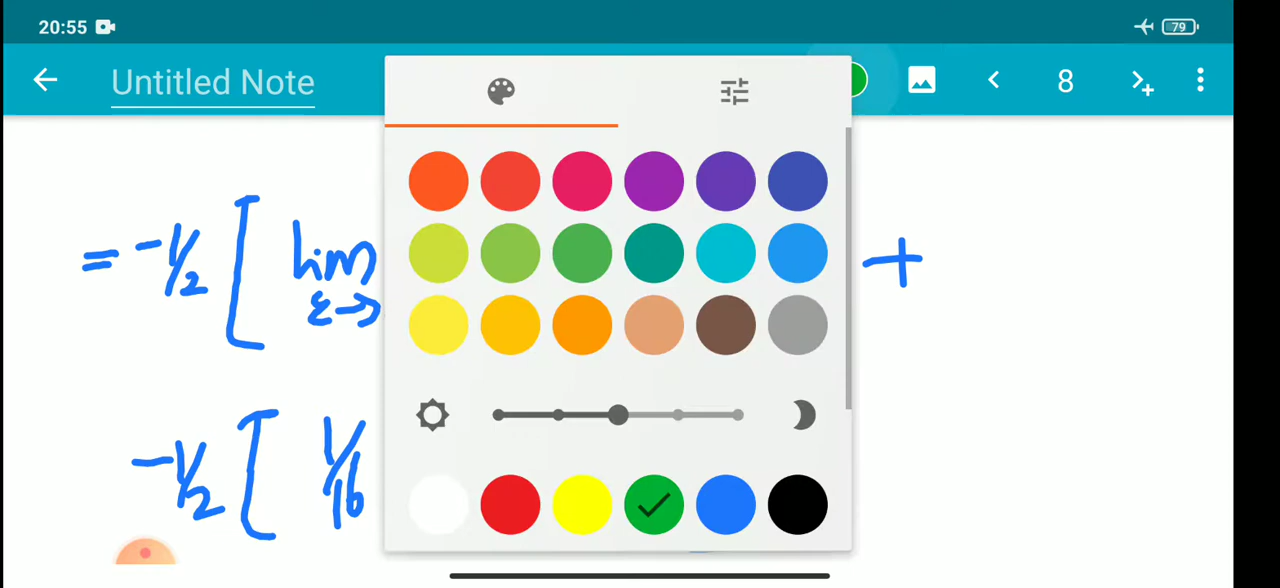 20:55 79
Untitled Note 8
= -1/2 [ lim +
ε→
-1/2 [ 1/16